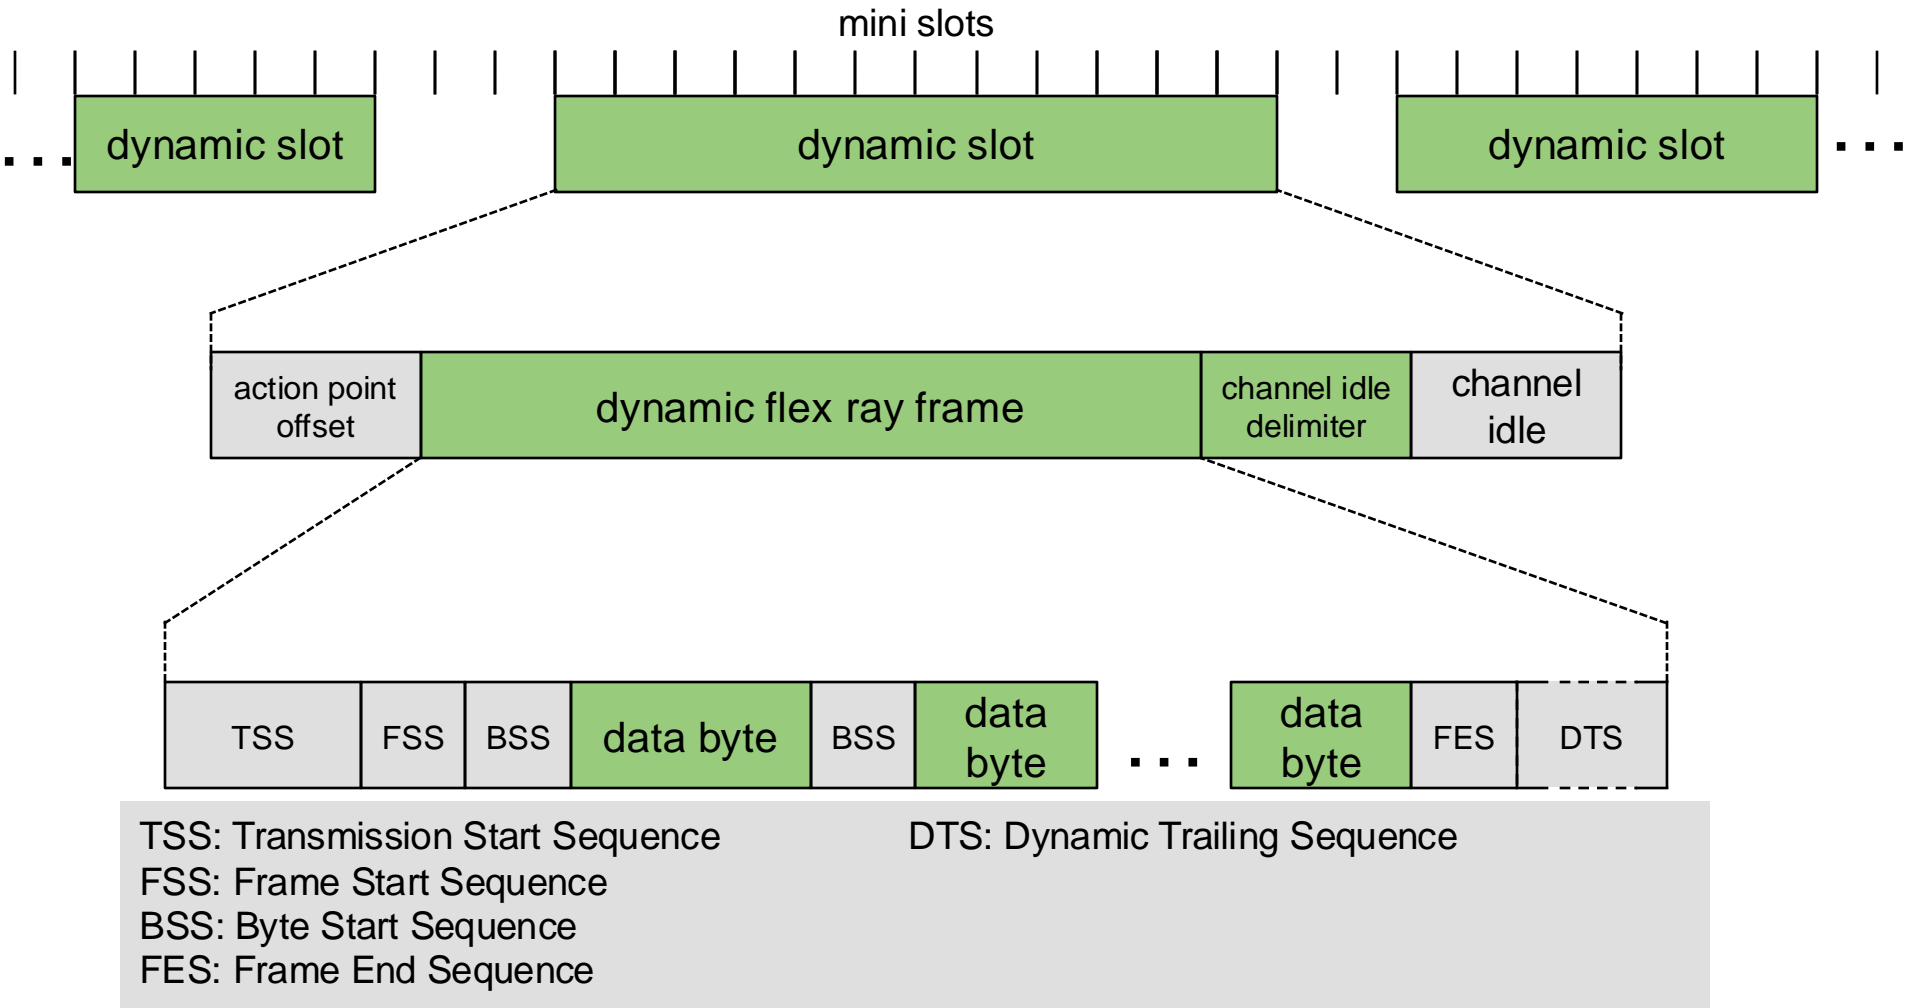 mini slots
dynamic slot
dynamic slot
dynamic slot
...
...
action point
offset
dynamic flex ray frame
channel idle
delimiter
channel
idle
TSS
FSS
BSS
data byte
BSS
data
byte
...
data
byte
FES
DTS
TSS: Transmission Start Sequence
DTS: Dynamic Trailing Sequence
FSS: Frame Start Sequence
BSS: Byte Start Sequence
FES: Frame End Sequence